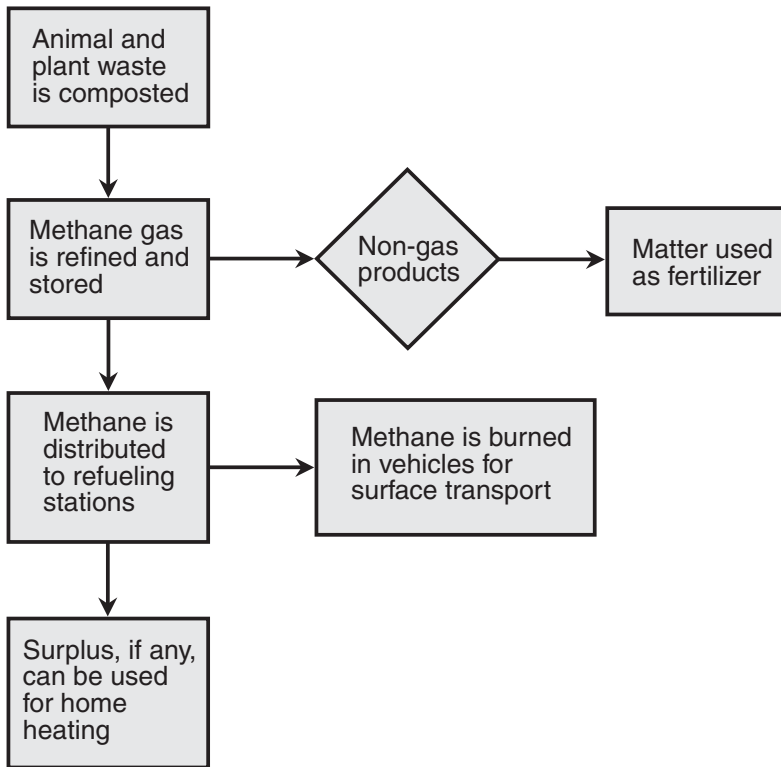 Animal and
plant waste
is composted
Methane gas
is refined and
stored
Non-gas
products
Matter used
as fertilizer
Methane is
distributed
to refueling
stations
Methane is burned
in vehicles for
surface transport
Surplus, if any,
can be used
for home
heating